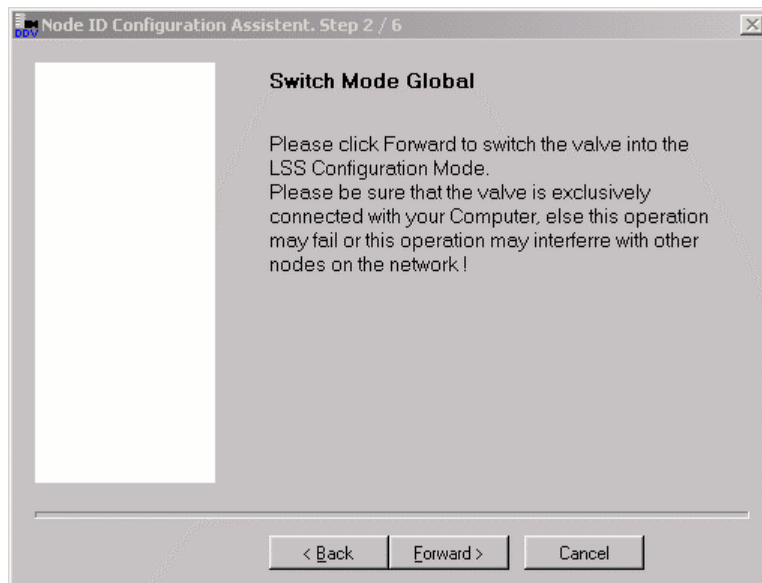 DDV Node ID Configuration Assistent. Step 2 / 6
Switch Mode Global
Please click Forward to switch the valve into the
LSS Configuration Mode.
Please be sure that the valve is exclusively
connected with your Computer, else this operation
may fail or this operation may interferre with other
nodes on the network !
< Back Forward > Cancel